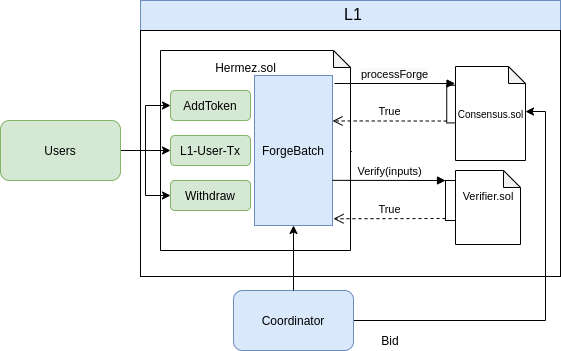 L1
Hermez.sol
processForge
AddToken
Consensus.sol
True
Users
L1-User-Tx
ForgeBatch
Verify(inputs)
Withdraw
Verifier.sol
True
Coordinator
Bid